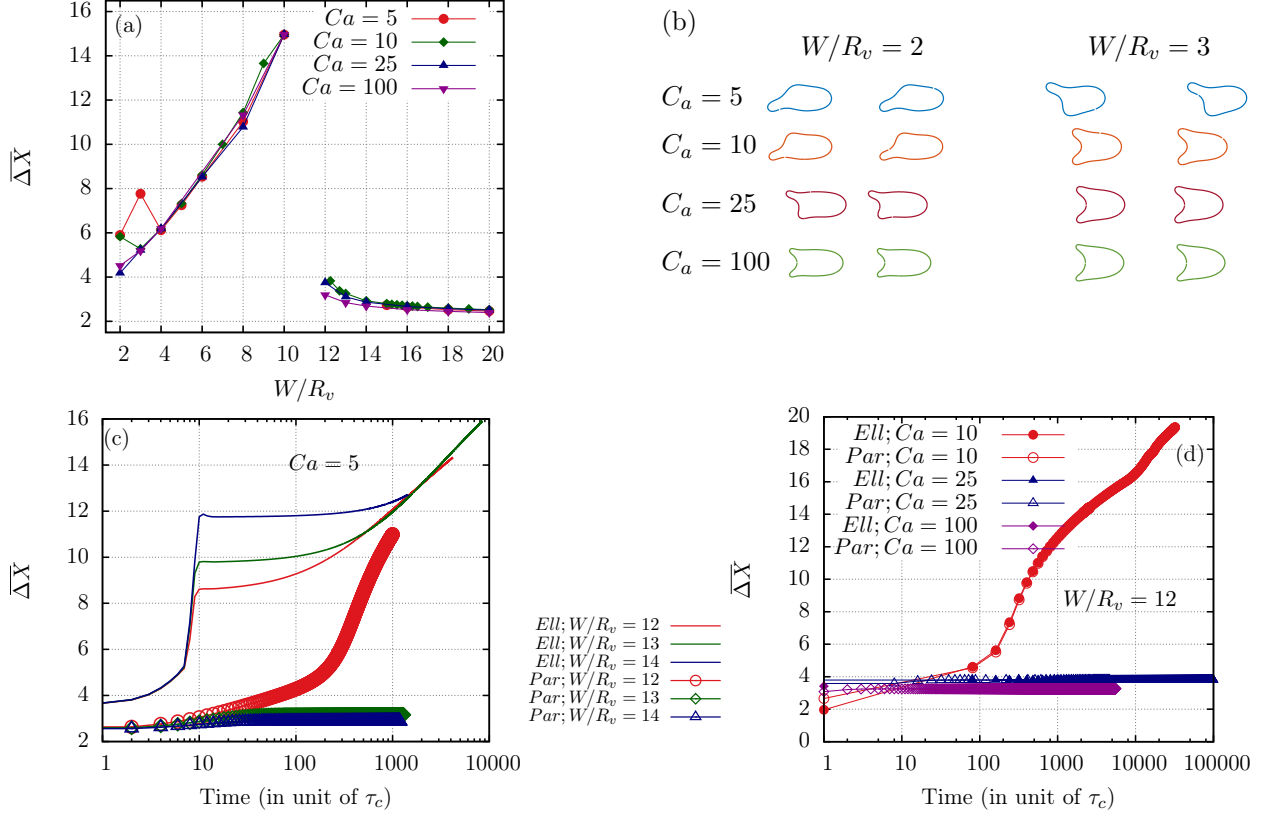 (a)
Ca = 5
Ca = 10
Ca = 25
Ca = 100
16
14
12
10
8
6
4
2
ΔX
2 4 6 8 10 12 14 16 18 20
W/R_v
(b)
W/R_v = 2 W/R_v = 3
C_a = 5
C_a = 10
C_a = 25
C_a = 100
(c)
Ca = 5
16
14
12
10
8
6
4
2
ΔX
1 10 100 1000 10000
Time (in unit of τ_c)
Ell; W/R_v = 12
Ell; W/R_v = 13
Ell; W/R_v = 14
Par; W/R_v = 12
Par; W/R_v = 13
Par; W/R_v = 14
(d)
Ell; Ca = 10
Par; Ca = 10
Ell; Ca = 25
Par; Ca = 25
Ell; Ca = 100
Par; Ca = 100
W/R_v = 12
20
18
16
14
12
10
8
6
4
2
0
ΔX
1 10 100 1000 10000 100000
Time (in unit of τ_c)